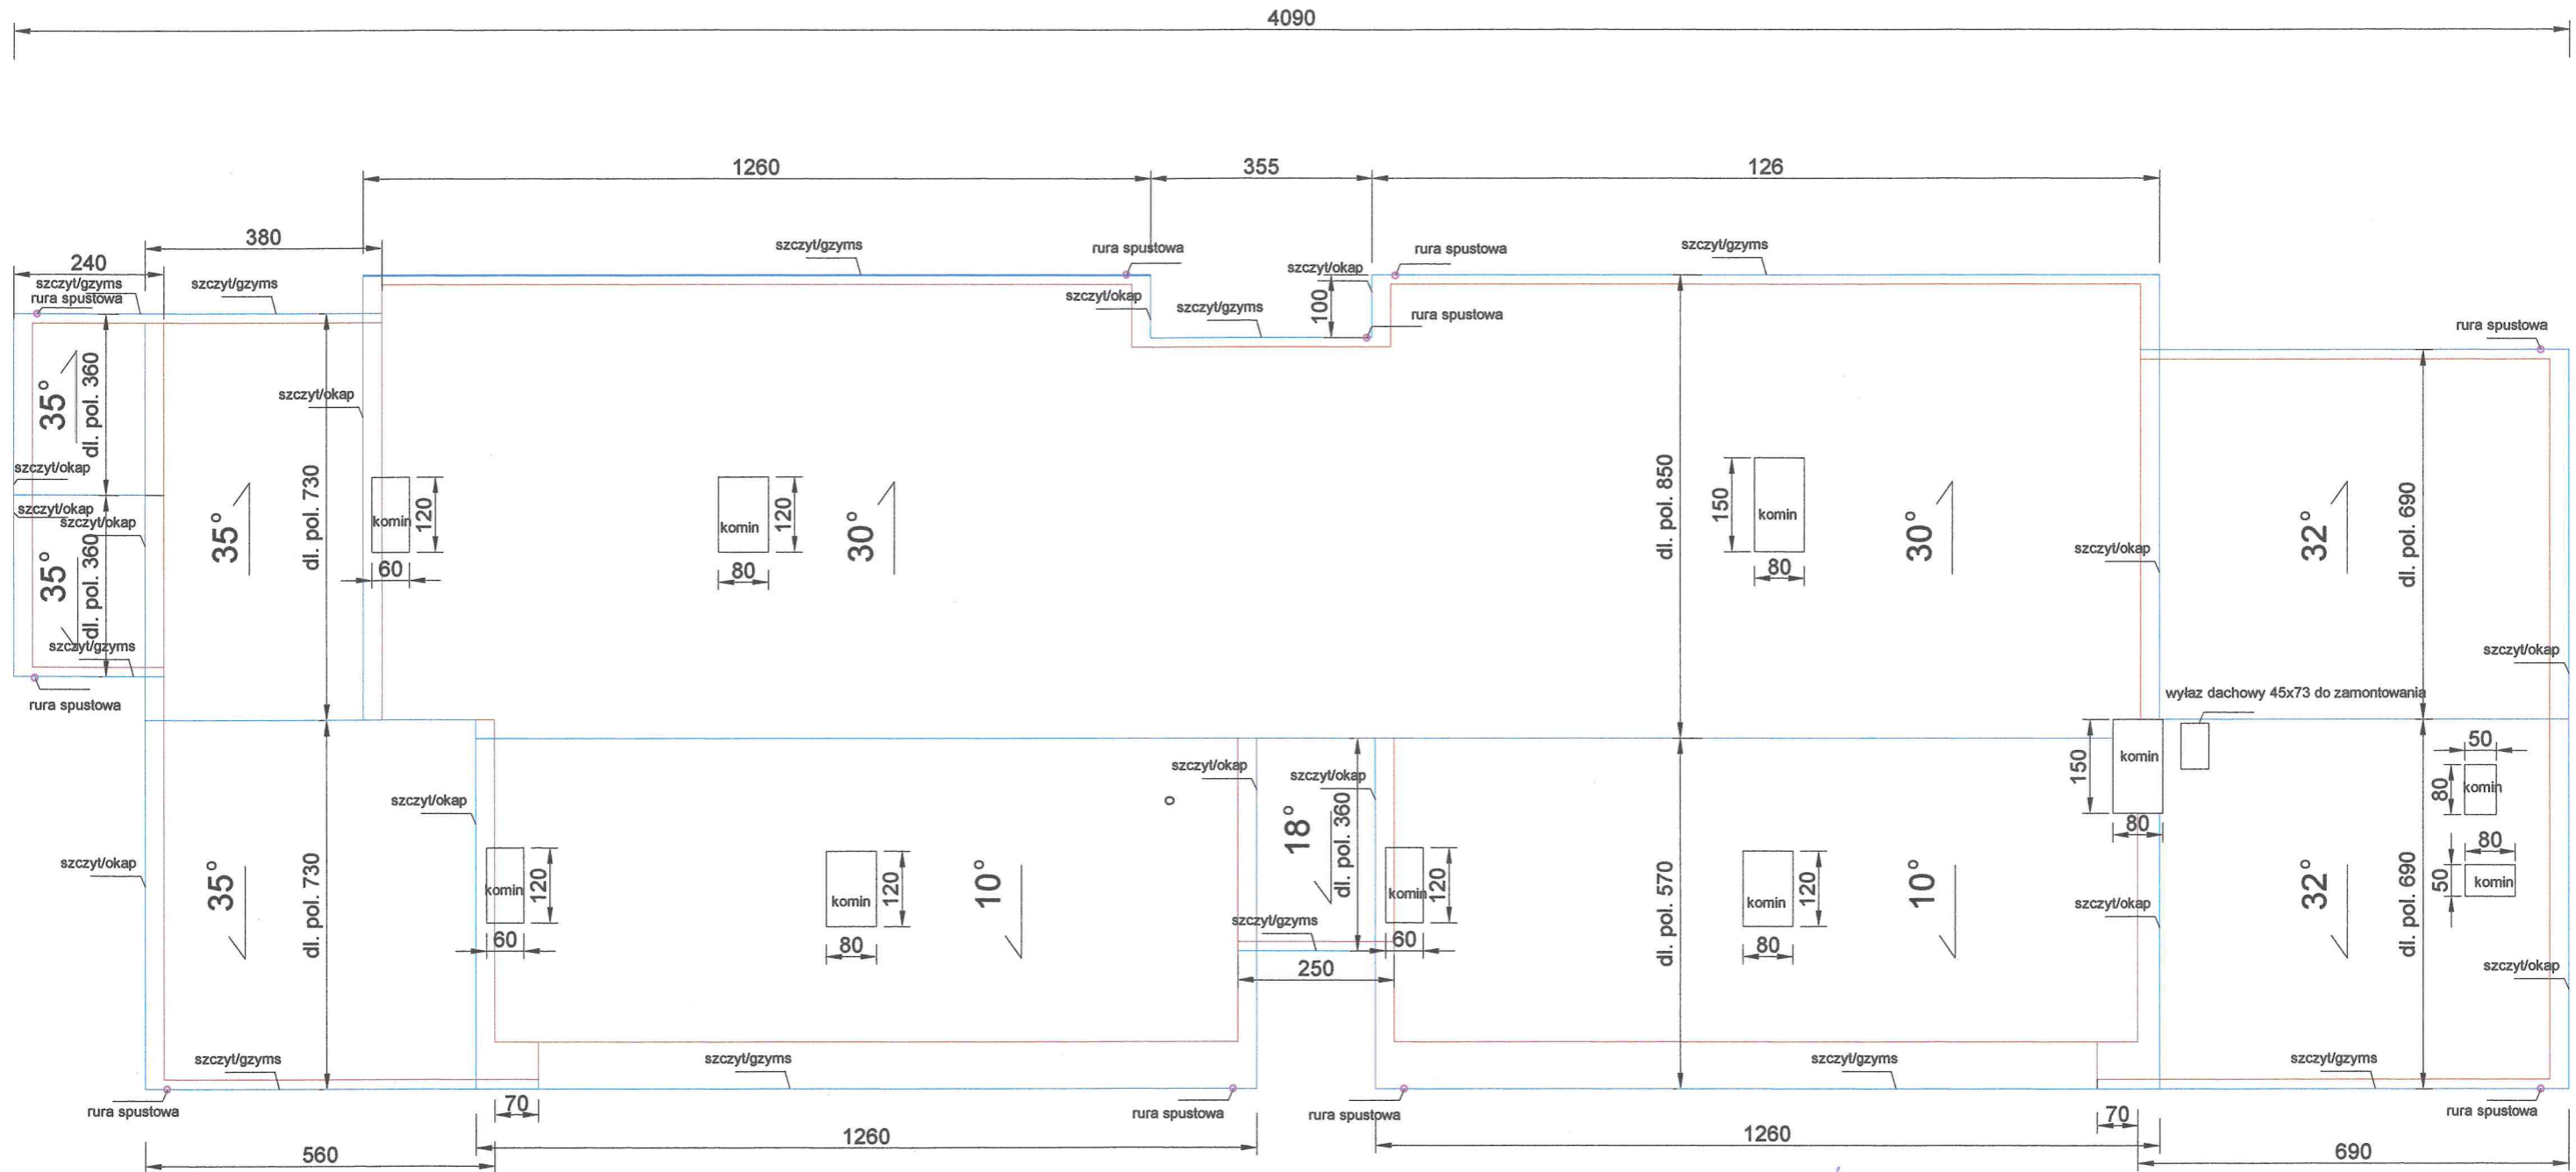 4090
1260
355
126
380
240
szczyt/gzyms
rura spustowa
szczyt/gzyms
szczyt/gzyms
rura spustowa
szczyt/okap
szczyt/gzyms
100
szczyt/okap
rura spustowa
rura spustowa
szczyt/gzyms
rura spustowa
35°
dl. pol. 360
szczyt/okap
szczyt/okap
szczyt/okap
35°
dl. pol. 360
szczyt/gzyms
rura spustowa
35°
dl. pol. 730
szczyt/okap
komin
120
60
komin
120
80
30°
dl. pol. 850
150
komin
80
30°
szczyt/okap
32°
dl. pol. 690
szczyt/okap
wyłaz dachowy 45x73 do zamontowania
szczyt/okap
35°
dl. pol. 730
szczyt/okap
komin
120
60
komin
120
80
10°
szczyt/okap
szczyt/okap
18°
dl. pol. 360
szczyt/gzyms
250
komin
120
60
dl. pol. 570
komin
120
80
10°
150
komin
80
szczyt/okap
32°
dl. pol. 690
50
80
komin
80
50
komin
szczyt/okap
szczyt/gzyms
rura spustowa
szczyt/gzyms
rura spustowa
rura spustowa
szczyt/gzyms
szczyt/gzyms
rura spustowa
70
70
1260
1260
560
690